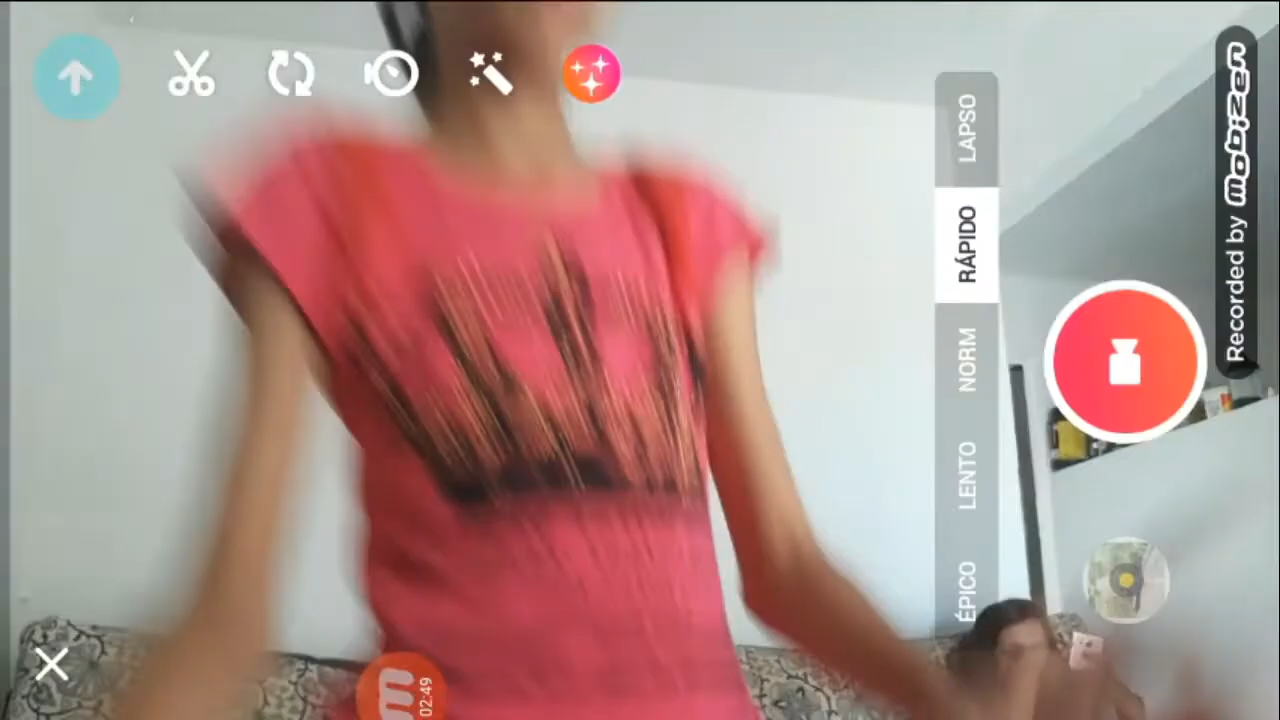 LAPSO
RÁPIDO
NORM
LENTO
ÉPICO
Recorded by mobizen
m
02:49